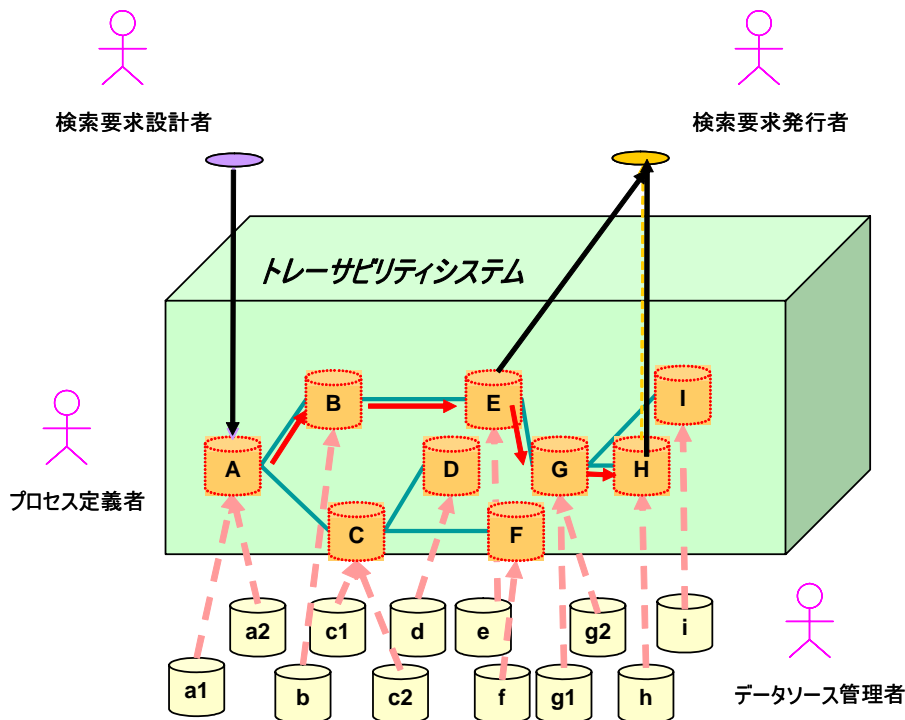 検索要求設計者
検索要求発行者
トレーサビリティシステム
B
E
I
A
D
G
H
プロセス定義者
C
F
a2
c1
d
e
g2
i
a1
b
c2
f
g1
h
データソース管理者